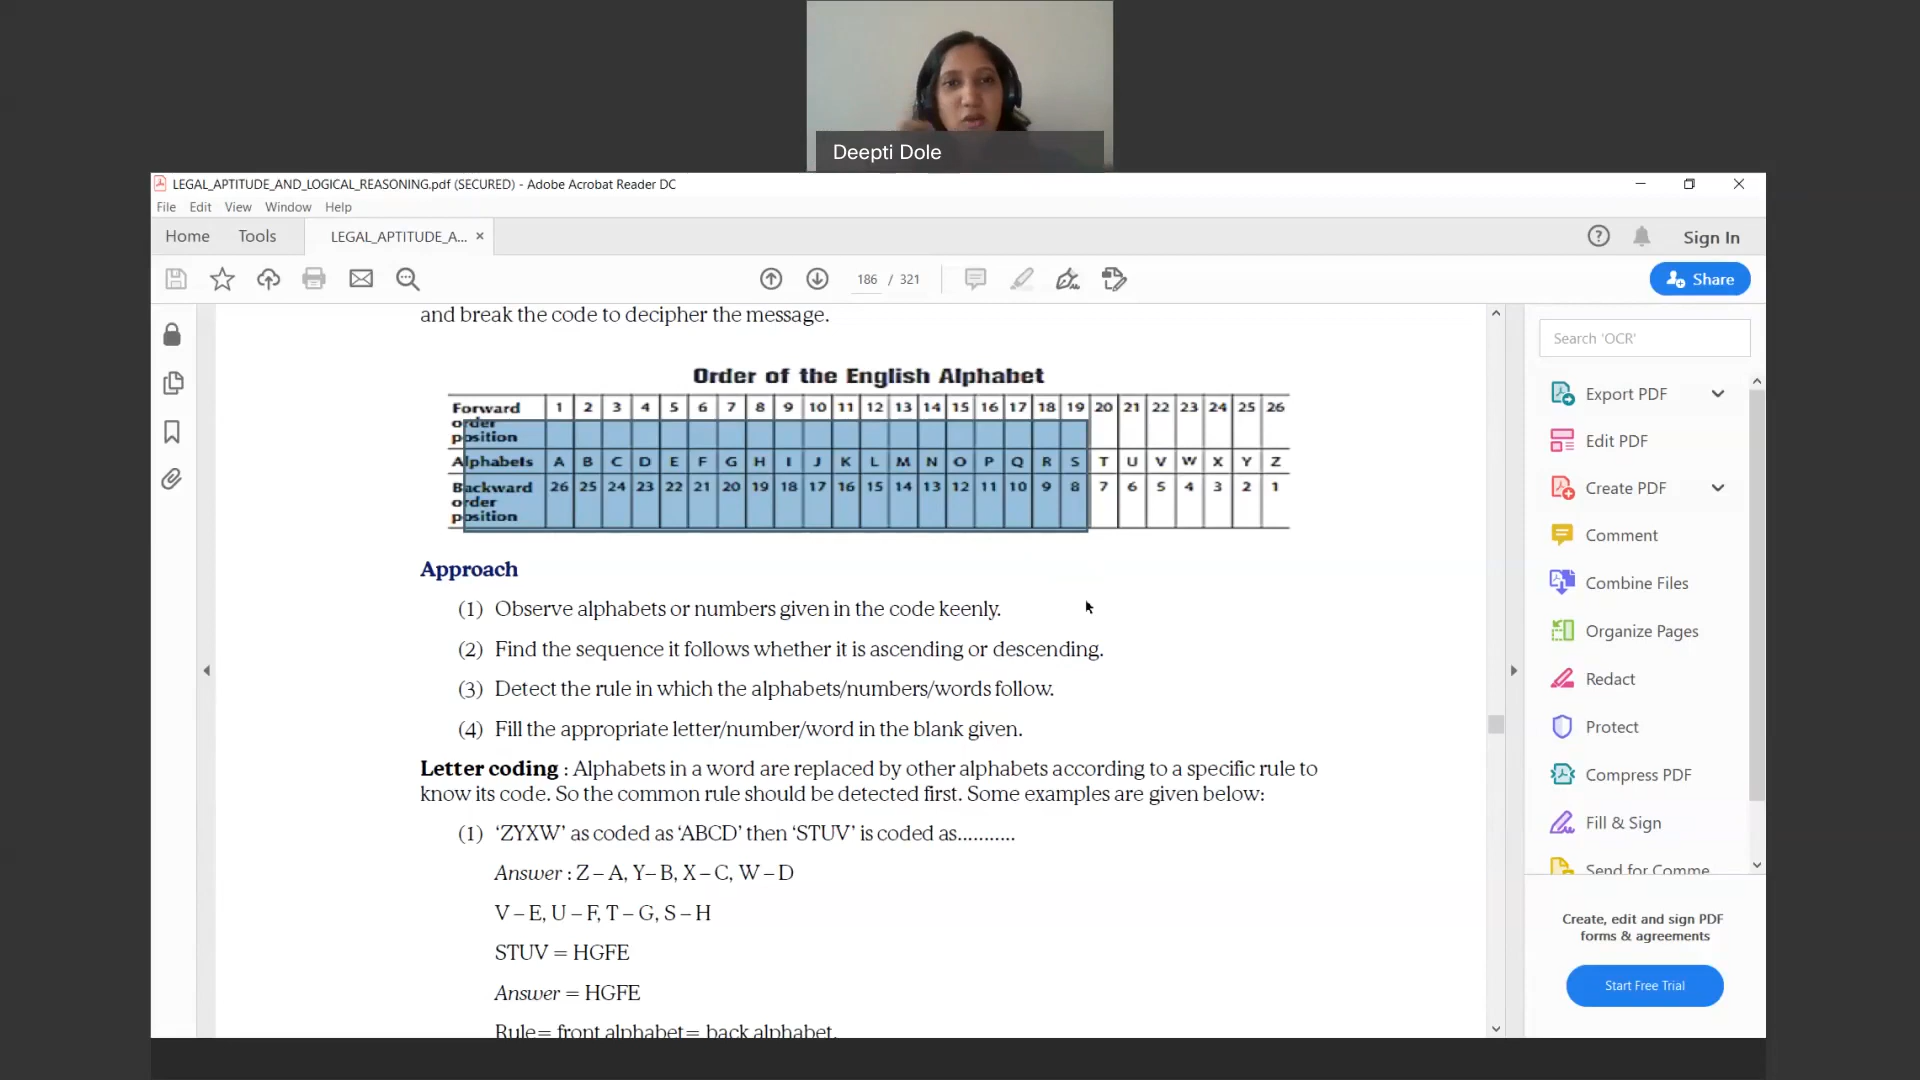 Deepti Dole
LEGAL_APTITUDE_AND_LOGICAL_REASONING.pdf (SECURED) - Adobe Acrobat Reader DC
File Edit View Window Help
Home Tools LEGAL_APTITUDE_A... × Sign In
186 / 321 Share
and break the code to decipher the message.
Order of the English Alphabet
Forward order position 1 2 3 4 5 6 7 8 9 10 11 12 13 14 15 16 17 18 19 20 21 22 23 24 25 26
Alphabets A B C D E F G H I J K L M N O P Q R S T U V W X Y Z
Backward order position 26 25 24 23 22 21 20 19 18 17 16 15 14 13 12 11 10 9 8 7 6 5 4 3 2 1
Approach
(1) Observe alphabets or numbers given in the code keenly.
(2) Find the sequence it follows whether it is ascending or descending.
(3) Detect the rule in which the alphabets/numbers/words follow.
(4) Fill the appropriate letter/number/word in the blank given.
Letter coding : Alphabets in a word are replaced by other alphabets according to a specific rule to
know its code. So the common rule should be detected first. Some examples are given below:
(1) ‘ZYXW’ as coded as ‘ABCD’ then ‘STUV’ is coded as...........
Answer : Z – A, Y– B, X – C, W – D
V – E, U – F, T – G, S – H
STUV = HGFE
Answer = HGFE
Rule= front alphabet= back alphabet.
Search 'OCR'
Export PDF
Edit PDF
Create PDF
Comment
Combine Files
Organize Pages
Redact
Protect
Compress PDF
Fill & Sign
Send for Comme
Create, edit and sign PDF
forms & agreements
Start Free Trial